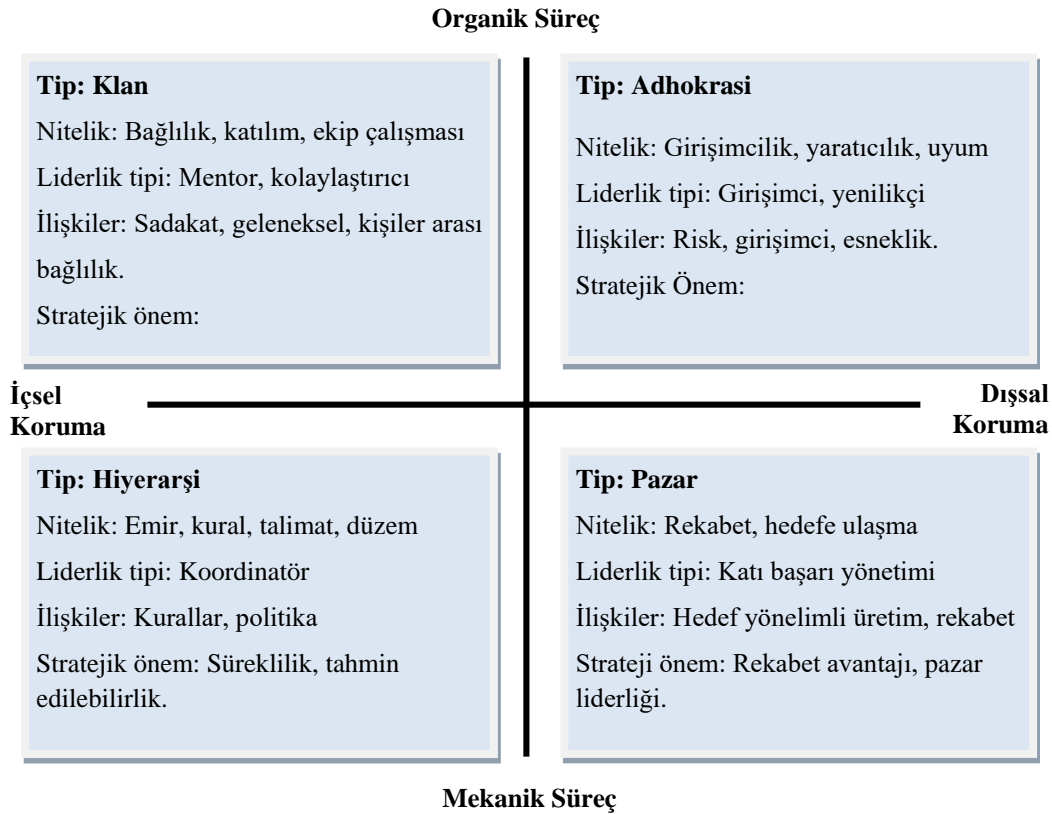 Organik Süreç
Tip: Klan
Nitelik: Bağlılık, katılım, ekip çalışması
Liderlik tipi: Mentor, kolaylaştırıcı
İlişkiler: Sadakat, geleneksel, kişiler arası
bağlılık.
Stratejik önem:
Tip: Adhokrasi
Nitelik: Girişimcilik, yaratıcılık, uyum
Liderlik tipi: Girişimci, yenilikçi
İlişkiler: Risk, girişimci, esneklik.
Stratejik Önem:
İçsel
Koruma
Dışsal
Koruma
Tip: Hiyerarşi
Nitelik: Emir, kural, talimat, düzem
Liderlik tipi: Koordinatör
İlişkiler: Kurallar, politika
Stratejik önem: Süreklilik, tahmin
edilebilirlik.
Tip: Pazar
Nitelik: Rekabet, hedefe ulaşma
Liderlik tipi: Katı başarı yönetimi
İlişkiler: Hedef yönelimli üretim, rekabet
Strateji önem: Rekabet avantajı, pazar
liderliği.
Mekanik Süreç